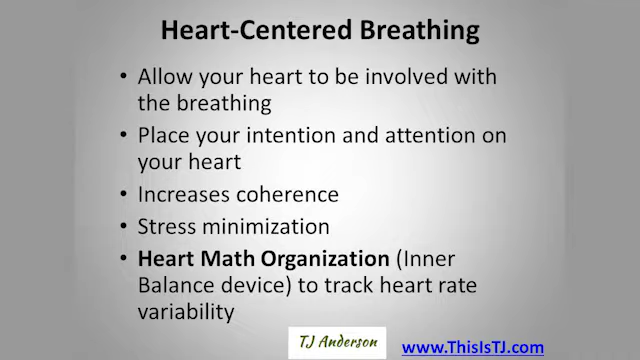 Heart-Centered Breathing
• Allow your heart to be involved with
the breathing
• Place your intention and attention on
your heart
• Increases coherence
• Stress minimization
• Heart Math Organization (Inner
Balance device) to track heart rate
variability
TJ Anderson
www.ThisIsTJ.com